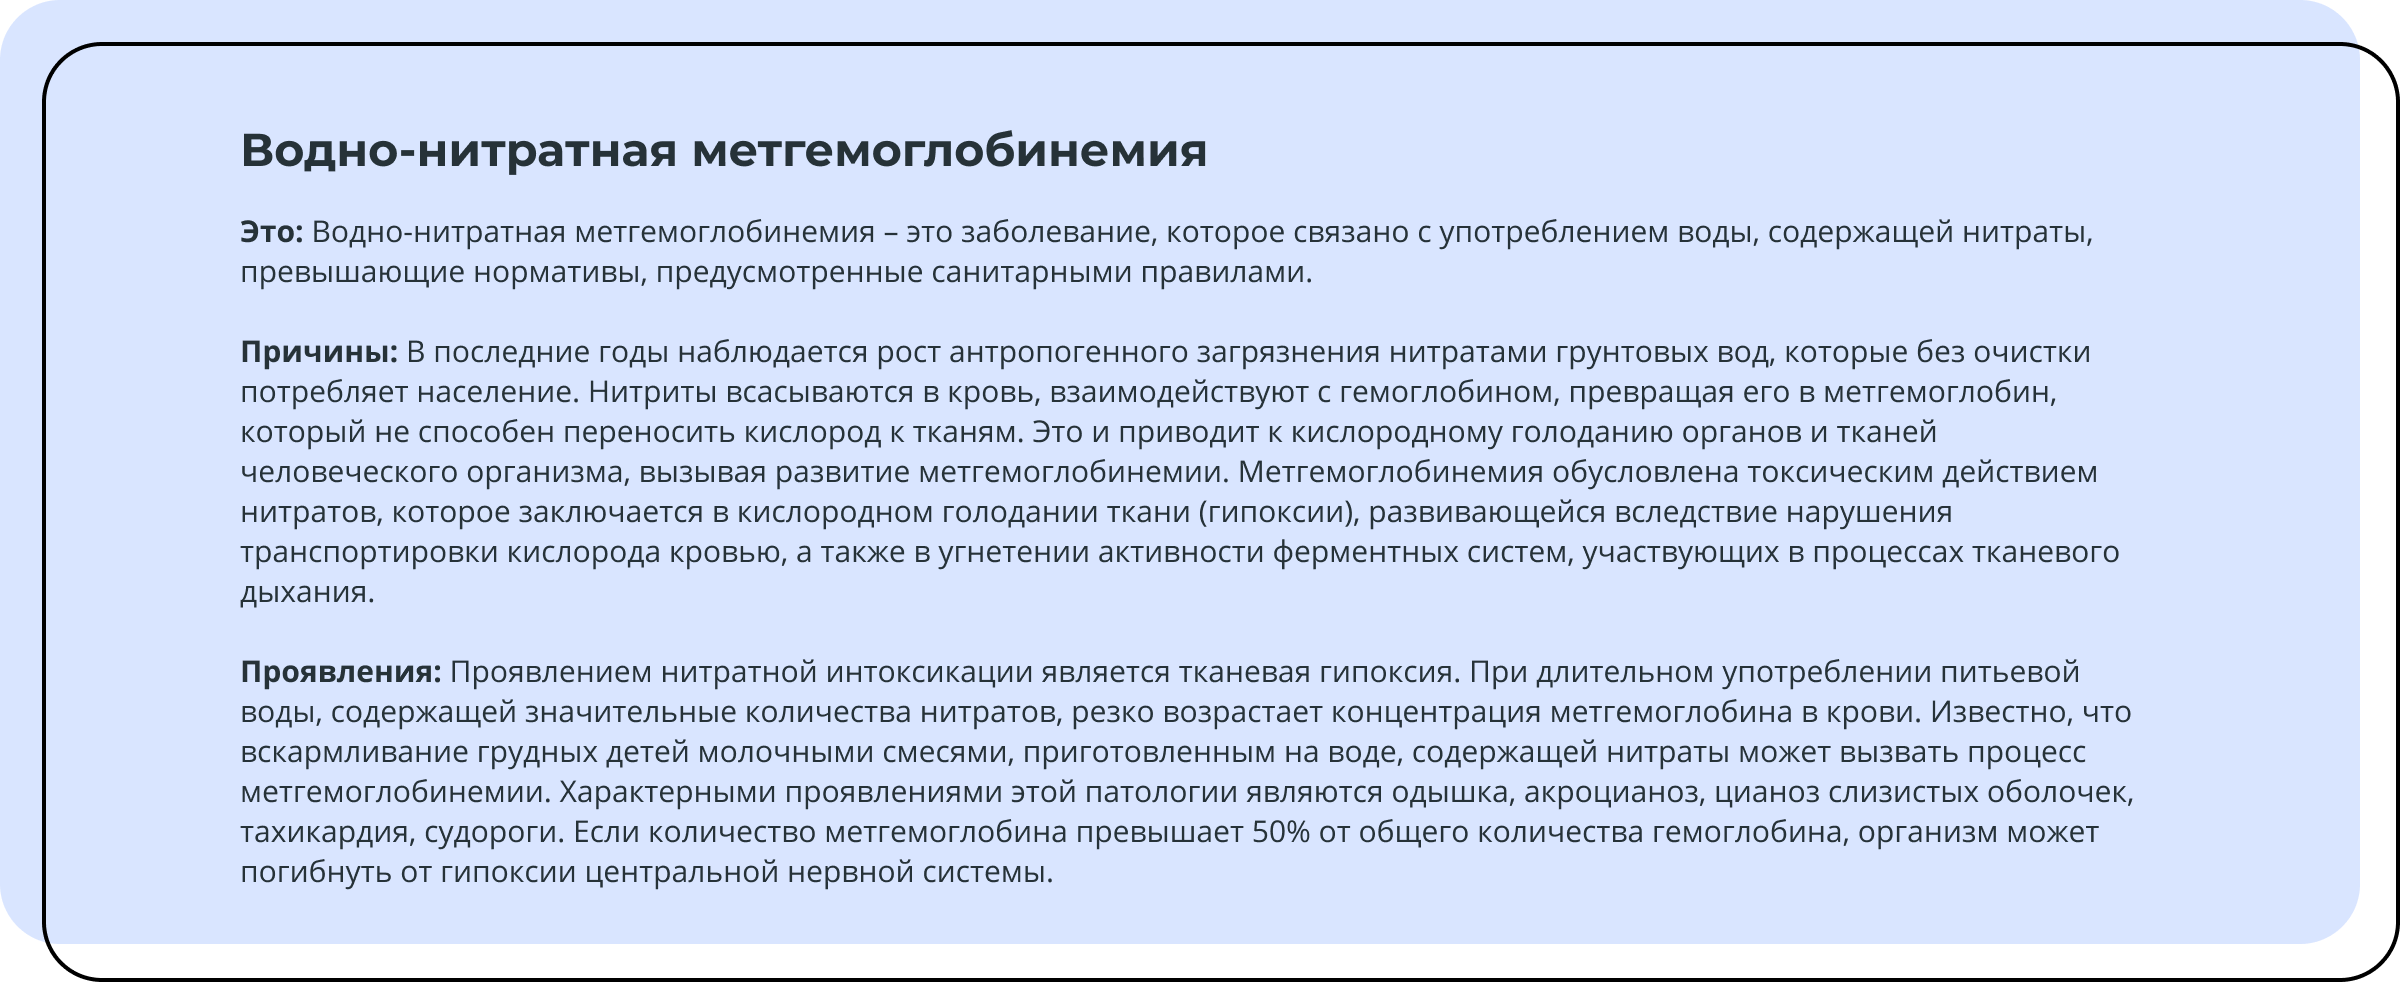 Водно-нитратная метгемоглобинемия
Это: Водно-нитратная метгемоглобинемия – это заболевание, которое связано с употреблением воды, содержащей нитраты,
превышающие нормативы, предусмотренные санитарными правилами.
Причины: В последние годы наблюдается рост антропогенного загрязнения нитратами грунтовых вод, которые без очистки
потребляет население. Нитриты всасываются в кровь, взаимодействуют с гемоглобином, превращая его в метгемоглобин,
который не способен переносить кислород к тканям. Это и приводит к кислородному голоданию органов и тканей
человеческого организма, вызывая развитие метгемоглобинемии. Метгемоглобинемия обусловлена токсическим действием
нитратов, которое заключается в кислородном голодании ткани (гипоксии), развивающейся вследствие нарушения
транспортировки кислорода кровью, а также в угнетении активности ферментных систем, участвующих в процессах тканевого
дыхания.
Проявления: Проявлением нитратной интоксикации является тканевая гипоксия. При длительном употреблении питьевой
воды, содержащей значительные количества нитратов, резко возрастает концентрация метгемоглобина в крови. Известно, что
вскармливание грудных детей молочными смесями, приготовленным на воде, содержащей нитраты может вызвать процесс
метгемоглобинемии. Характерными проявлениями этой патологии являются одышка, акроцианоз, цианоз слизистых оболочек,
тахикардия, судороги. Если количество метгемоглобина превышает 50% от общего количества гемоглобина, организм может
погибнуть от гипоксии центральной нервной системы.